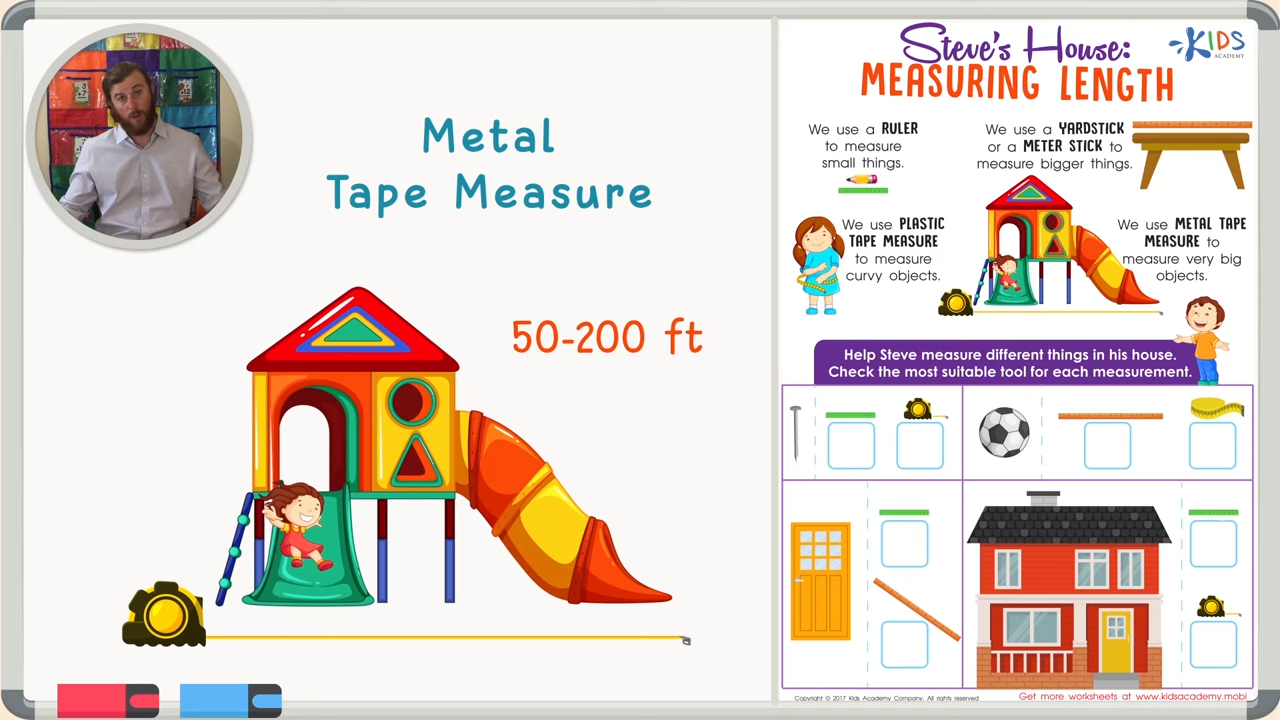 Metal
Tape Measure
50-200 ft
Steve's House:
MEASURING LENGTH
KIDS
ACADEMY
We use a RULER
to measure
small things.
We use a YARDSTICK
or a METER STICK to
measure bigger things.
We use PLASTIC
TAPE MEASURE
to measure
curvy objects.
We use METAL TAPE
MEASURE to
measure very big
objects.
Help Steve measure different things in his house.
Check the most suitable tool for each measurement.
Copyright © 2017 Kids Academy Company. All rights reserved
Get more worksheets at www.kidsacademy.mobi